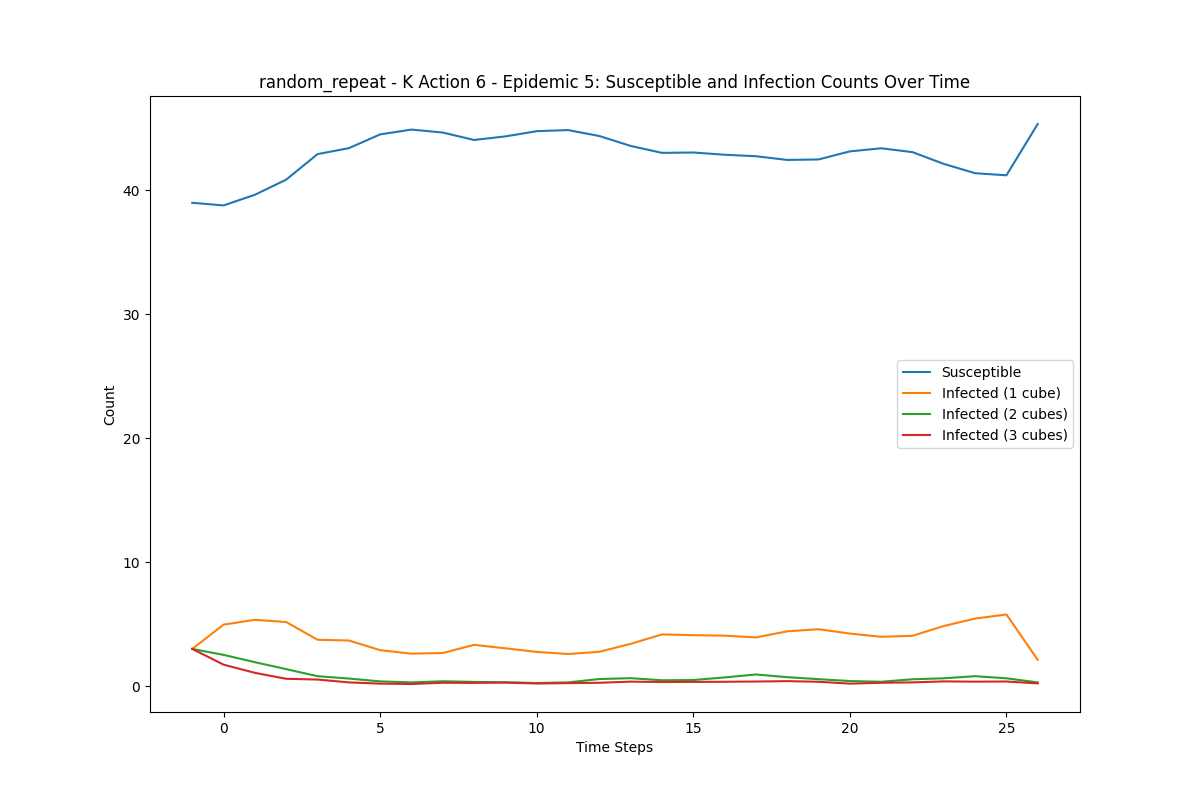 random_repeat - K Action 6 - Epidemic 5: Susceptible and Infection Counts Over Time
Count
40
30
20
10
0
Susceptible
Infected (1 cube)
Infected (2 cubes)
Infected (3 cubes)
0 5 10 15 20 25
Time Steps